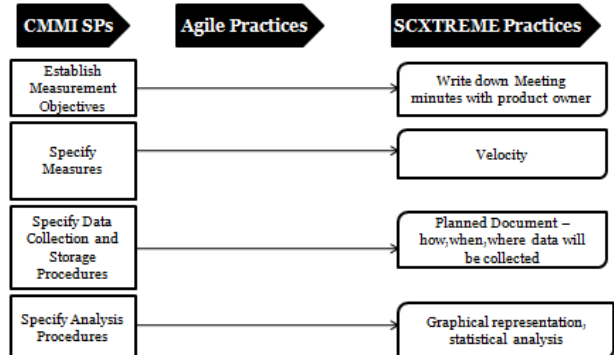 CMMI SPs
Agile Practices
SCXTREME Practices
Establish
Measurement
Objectives
Write down Meeting
minutes with product owner
Specify
Measures
Velocity
Specify Data
Collection and
Storage
Procedures
Planned Document –
how,when,where data will
be collected
Specify Analysis
Procedures
Graphical representation,
statistical analysis